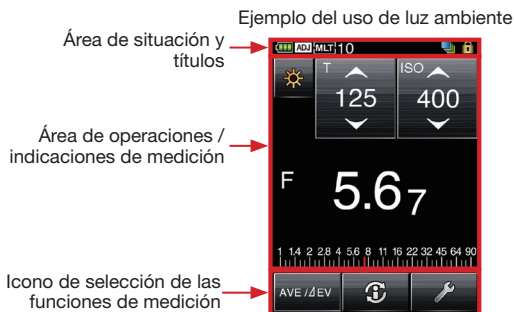 Ejemplo del uso de luz ambiente
Área de situación y
títulos
ADJ MLT 10
T
125
ISO
400
Área de operaciones /
indicaciones de medición
F 5.67
1 1.4 2 2.8 4 5.6 8 11 16 22 32 45 64 90
Icono de selección de las
funciones de medición
AVE /⊿EV